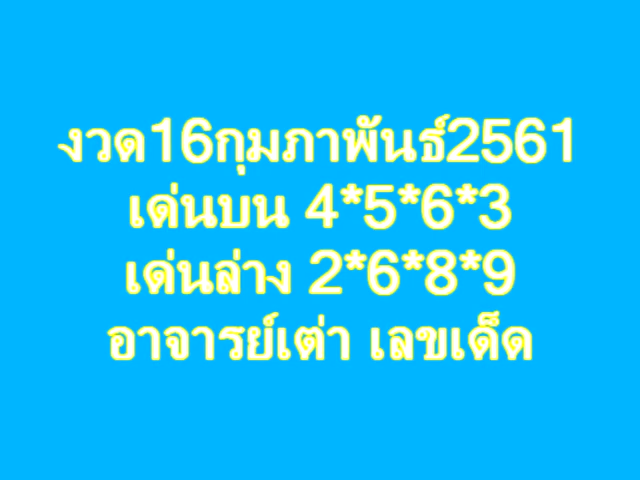 งวด16กุมภาพันธ์2561
เด่นบน 4*5*6*3
เด่นล่าง 2*6*8*9
อาจารย์เต่า เลขเด็ด